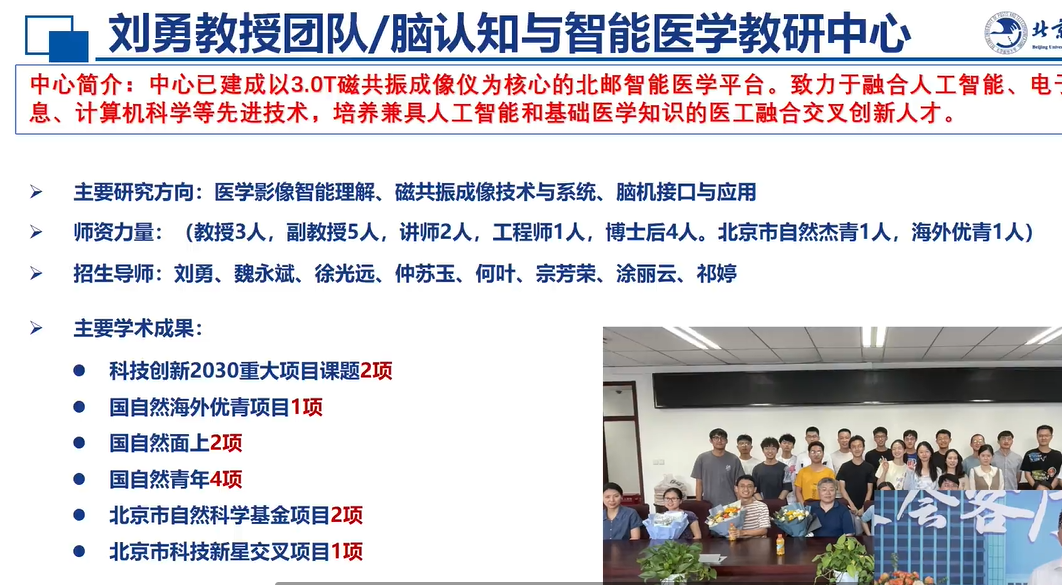 刘勇教授团队/脑认知与智能医学教研中心
北京
Beijing Univer
中心简介：中心已建成以3.0T磁共振成像仪为核心的北邮智能医学平台。致力于融合人工智能、电子
息、计算机科学等先进技术，培养兼具人工智能和基础医学知识的医工融合交叉创新人才。
➢ 主要研究方向：医学影像智能理解、磁共振成像技术与系统、脑机接口与应用
➢ 师资力量：（教授3人，副教授5人，讲师2人，工程师1人，博士后4人。北京市自然杰青1人，海外优青1人）
➢ 招生导师：刘勇、魏永斌、徐光远、仲苏玉、何叶、宗芳荣、涂丽云、祁婷
➢ 主要学术成果：
● 科技创新2030重大项目课题2项
● 国自然海外优青项目1项
● 国自然面上2项
● 国自然青年4项
● 北京市自然科学基金项目2项
● 北京市科技新星交叉项目1项
会客厅